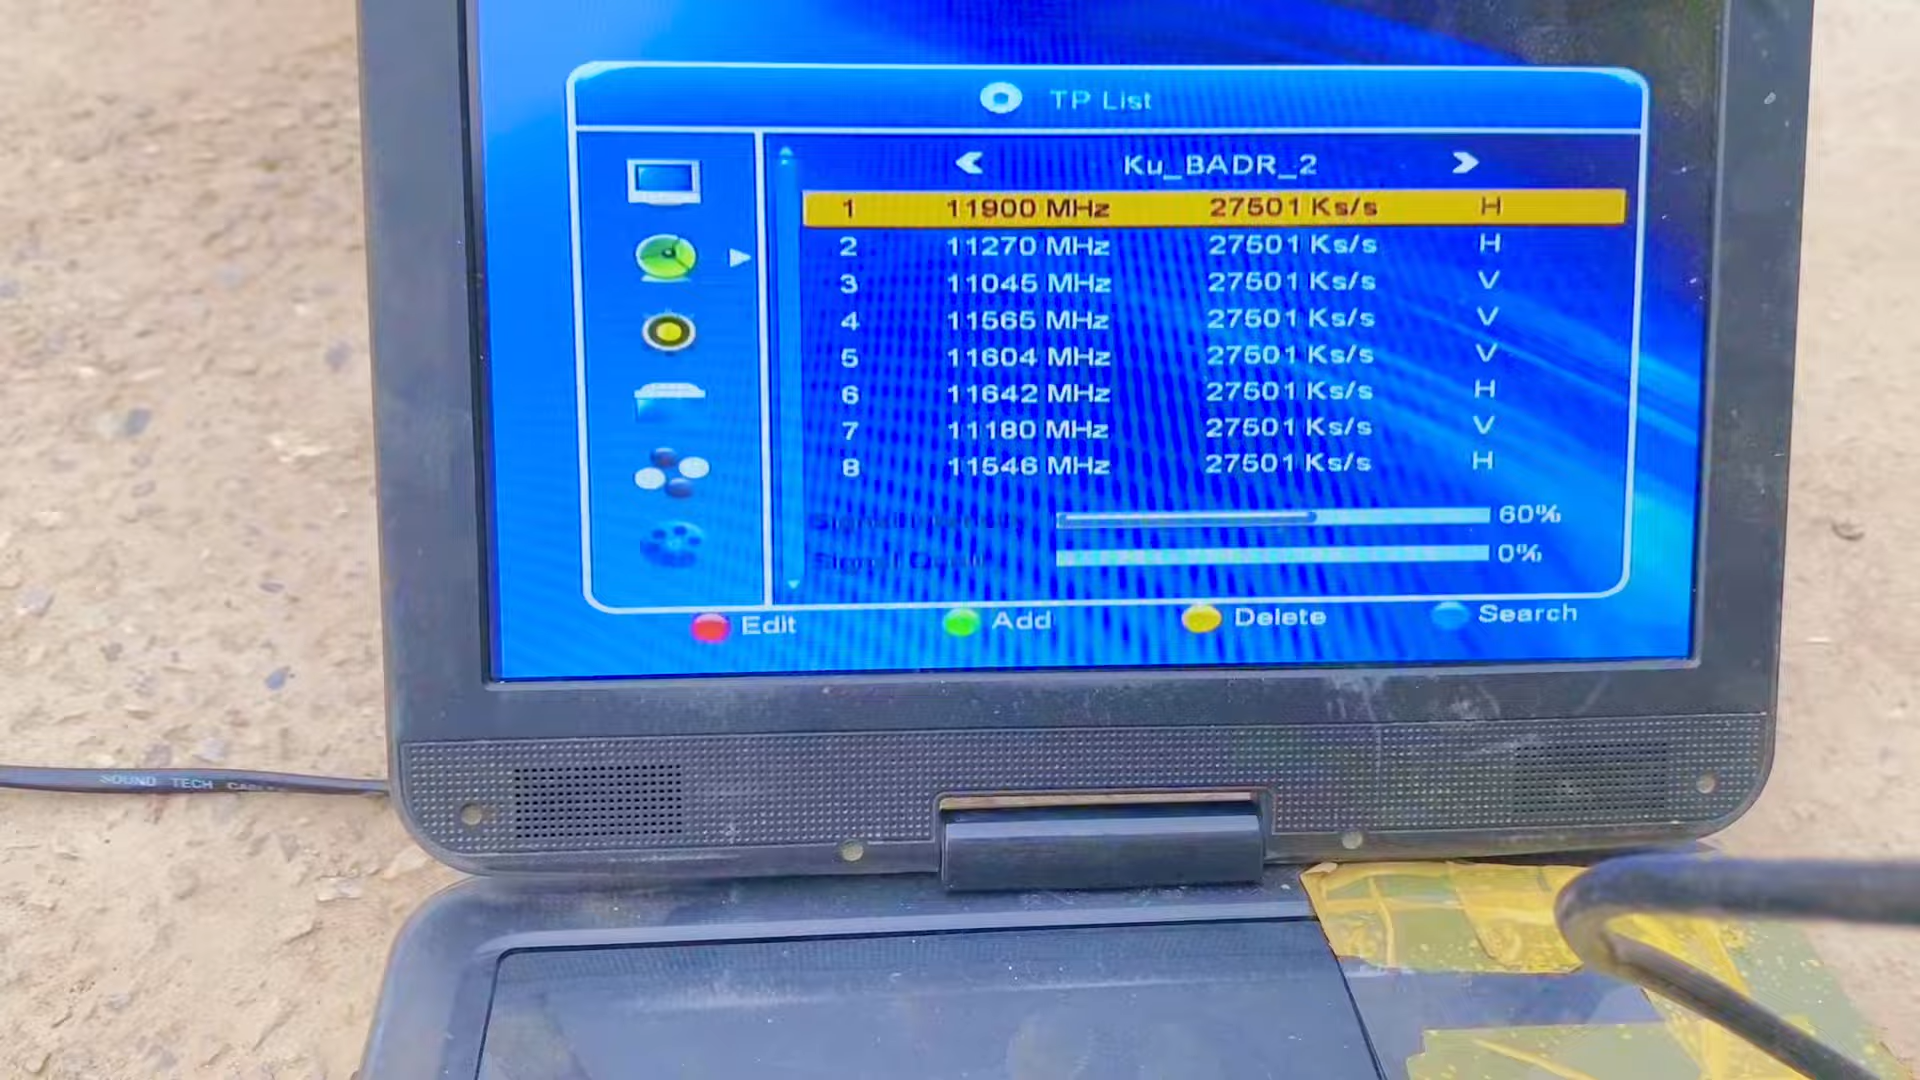 TP List
Ku_BADR_2
1 11900 MHz 27501 Ks/s H
2 11270 MHz 27501 Ks/s H
3 11045 MHz 27501 Ks/s V
4 11565 MHz 27501 Ks/s V
5 11604 MHz 27501 Ks/s V
6 11642 MHz 27501 Ks/s H
7 11180 MHz 27501 Ks/s V
8 11546 MHz 27501 Ks/s H
Signal 60%
Signal 0%
Edit Add Delete Search
SOUND TECH